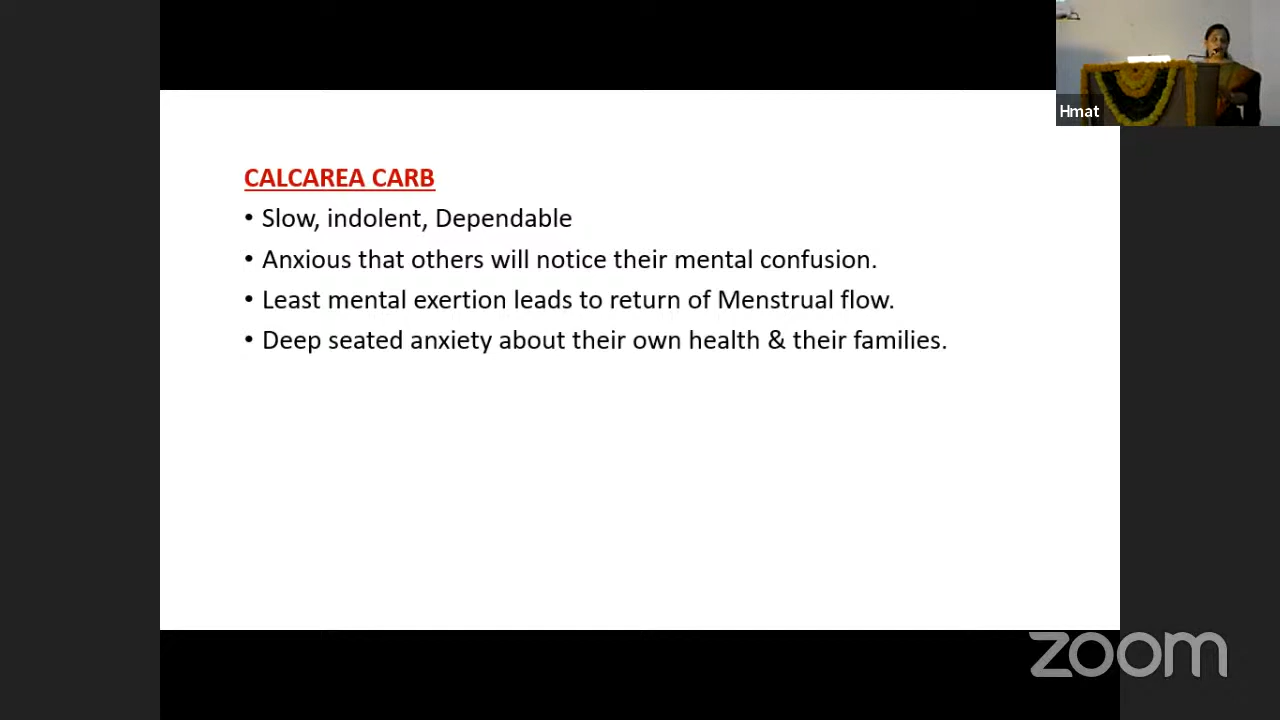 Hmat
CALCAREA CARB
• Slow, indolent, Dependable
• Anxious that others will notice their mental confusion.
• Least mental exertion leads to return of Menstrual flow.
• Deep seated anxiety about their own health & their families.
zoom